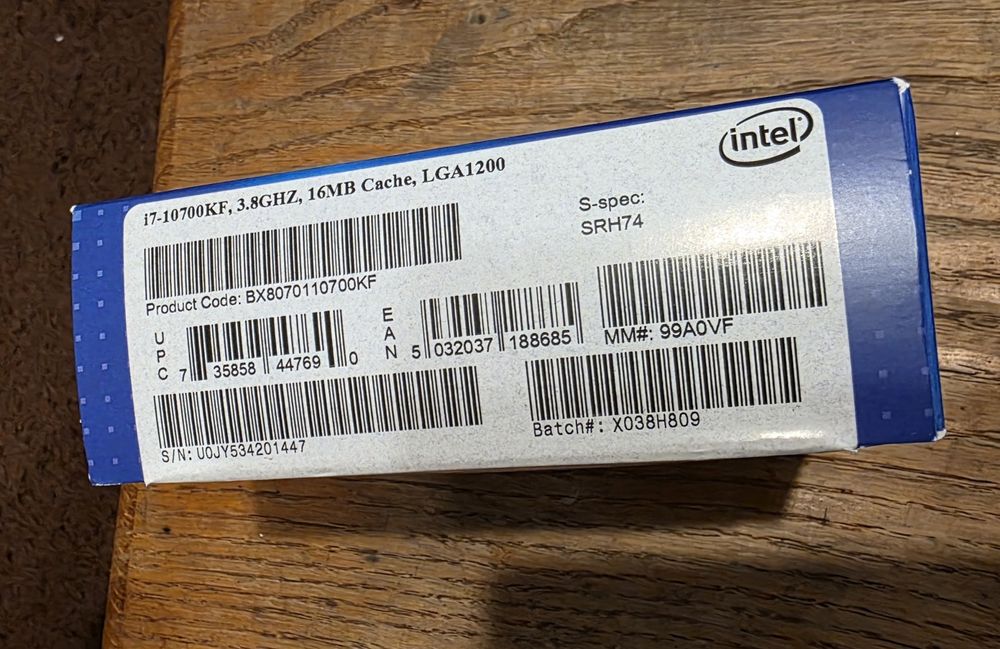 intel
i7-10700KF, 3.8GHZ, 16MB Cache, LGA1200
S-spec:
SRH74
Product Code: BX8070110700KF
MM#: 99A0VF
UPC
7 35858 44769 0
EAN
5 032037 188685
S/N: U0JY534201447
Batch#: X038H809